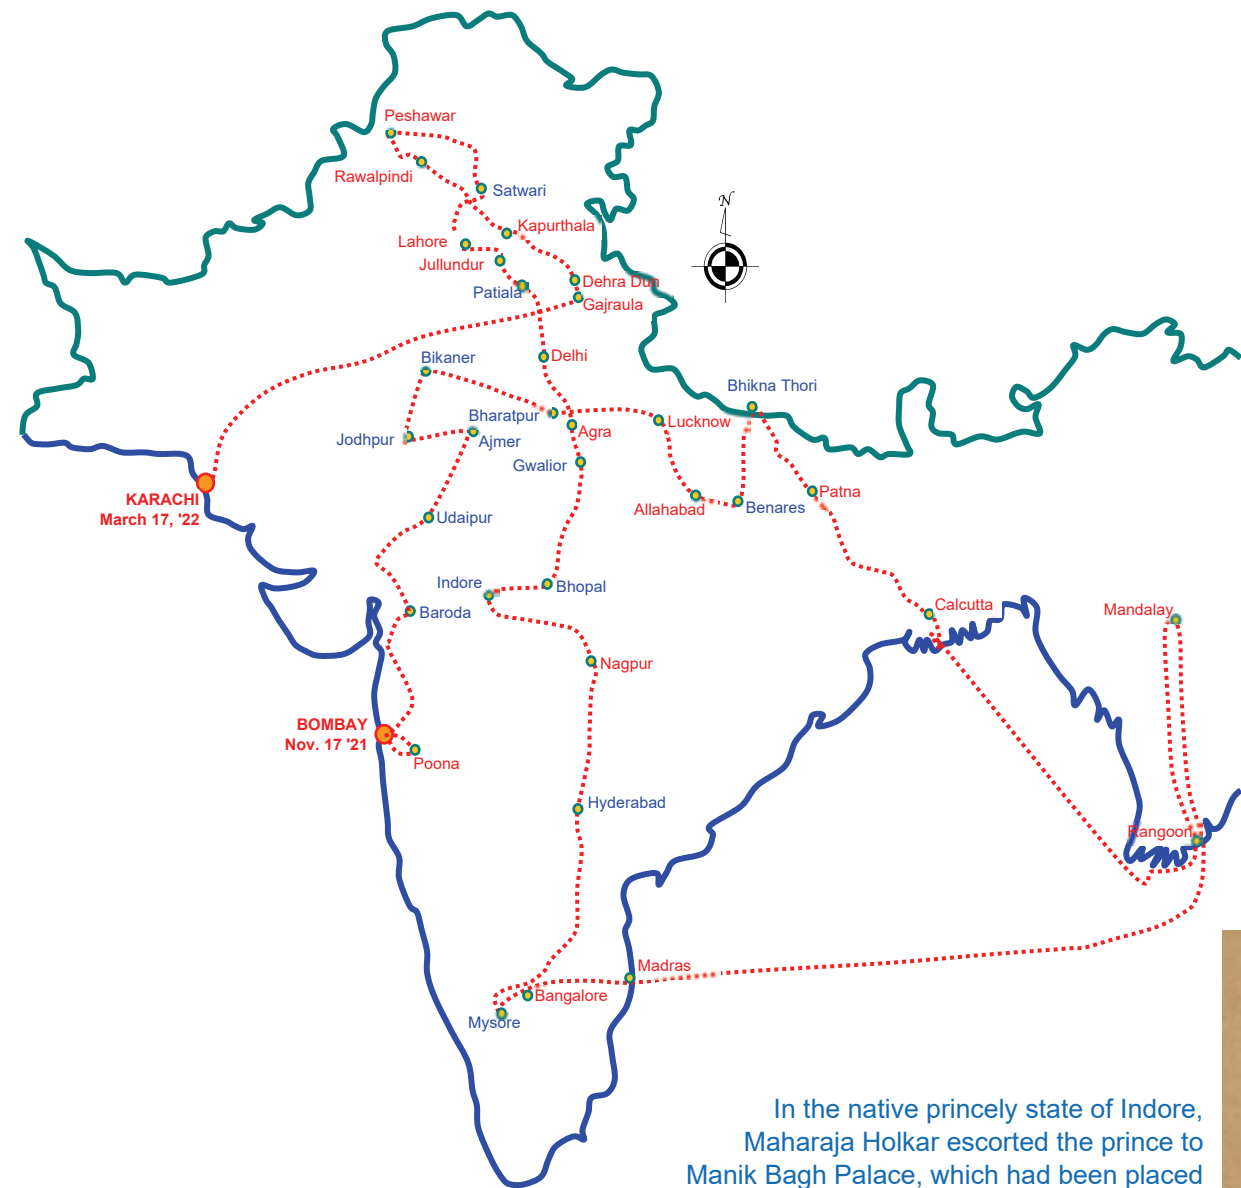 N
Peshawar
Rawalpindi
Satwari
Kapurthala
Lahore
Jullundur
Patiala
Dehra Dun
Gajraula
Delhi
Bikaner
Bhikna Thori
Bharatpur
Lucknow
Jodhpur
Ajmer
Agra
Gwalior
KARACHI
March 17, '22
Allahabad
Benares
Patna
Udaipur
Indore
Bhopal
Baroda
Calcutta
Mandalay
Nagpur
BOMBAY
Nov. 17 '21
Poona
Hyderabad
Rangoon
Madras
Bangalore
Mysore
In the native princely state of Indore,
Maharaja Holkar escorted the prince to
Manik Bagh Palace, which had been placed